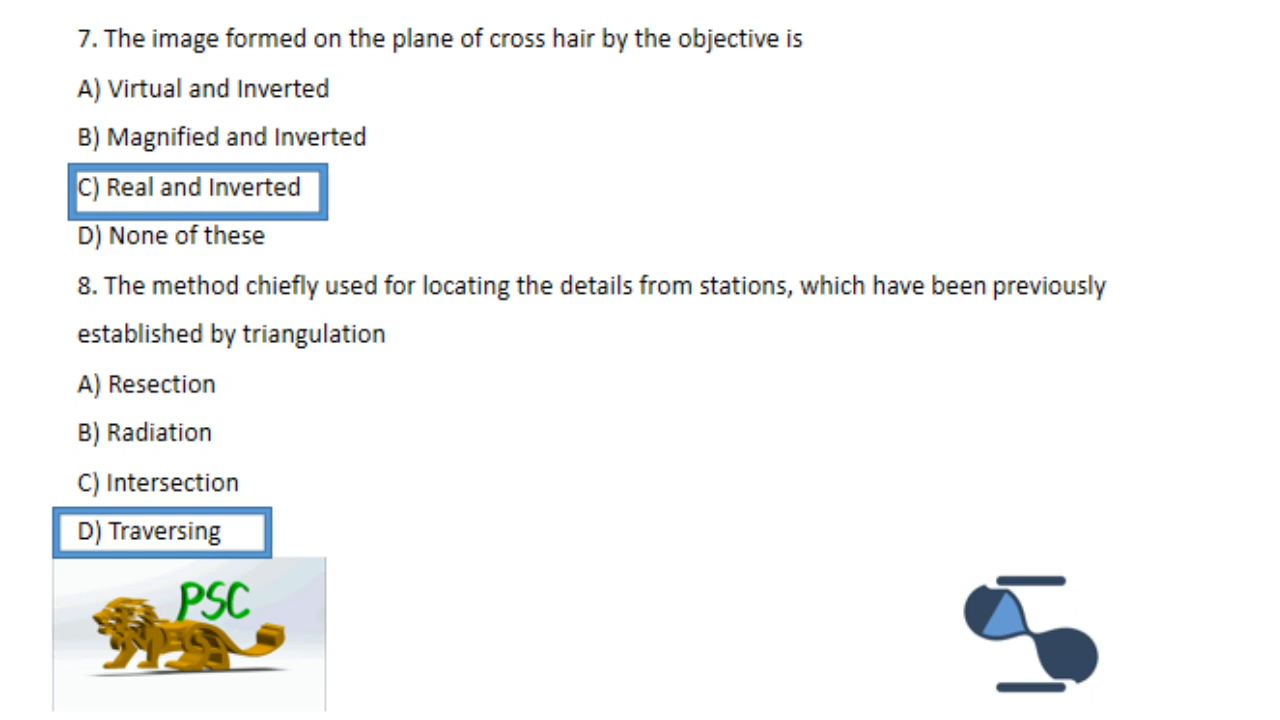 7. The image formed on the plane of cross hair by the objective is
A) Virtual and Inverted
B) Magnified and Inverted
C) Real and Inverted
D) None of these
8. The method chiefly used for locating the details from stations, which have been previously
established by triangulation
A) Resection
B) Radiation
C) Intersection
D) Traversing
PSC